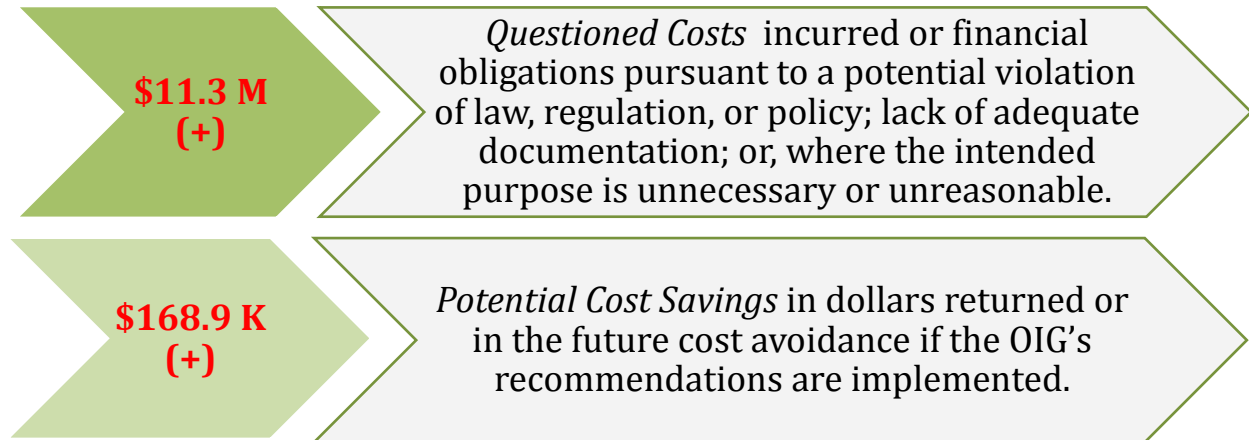 $11.3 M
(+)
Questioned Costs incurred or financial
obligations pursuant to a potential violation
of law, regulation, or policy; lack of adequate
documentation; or, where the intended
purpose is unnecessary or unreasonable.
$168.9 K
(+)
Potential Cost Savings in dollars returned or
in the future cost avoidance if the OIG’s
recommendations are implemented.